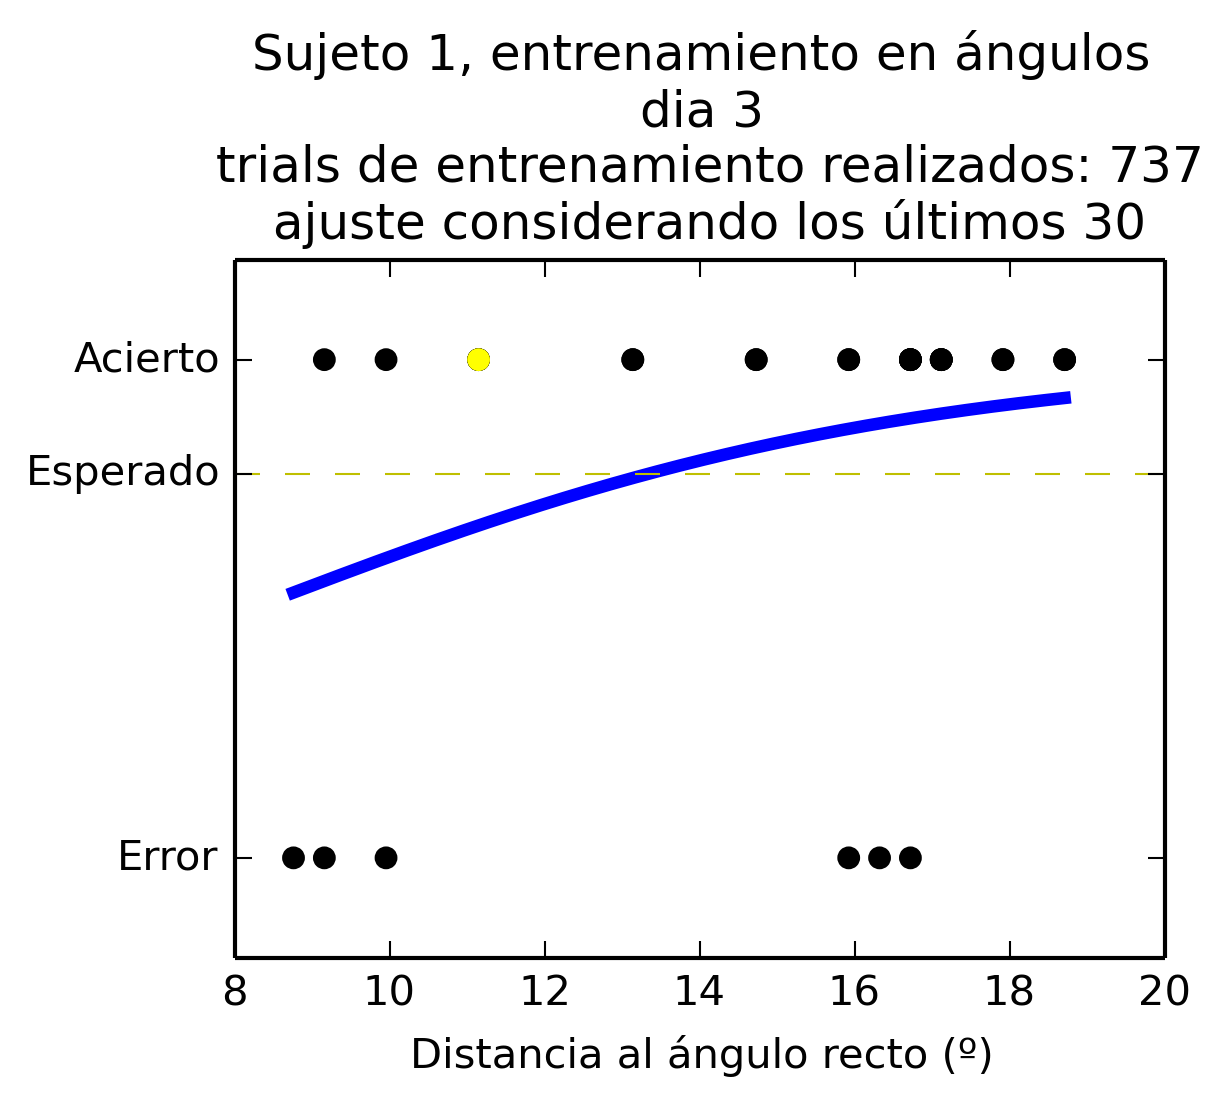 Sujeto 1, entrenamiento en ángulos
dia 3
trials de entrenamiento realizados: 737
ajuste considerando los últimos 30
Acierto
Esperado
Error
8 10 12 14 16 18 20
Distancia al ángulo recto (º)